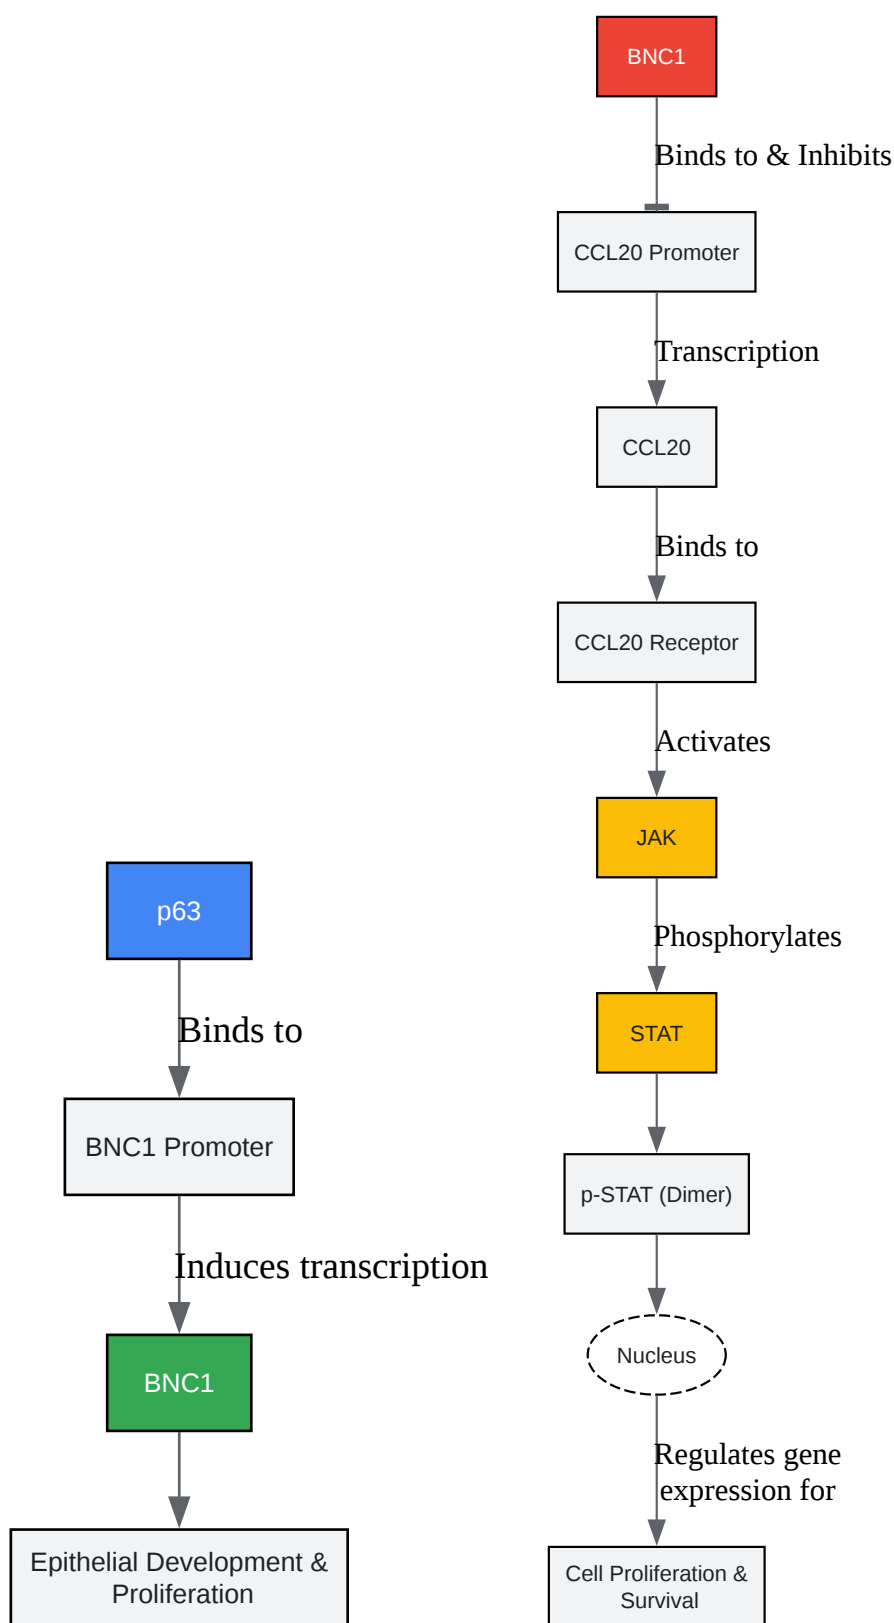 BNC1
Binds to & Inhibits
CCL20 Promoter
Transcription
CCL20
Binds to
CCL20 Receptor
Activates
JAK
Phosphorylates
STAT
p-STAT (Dimer)
Nucleus
Regulates gene
expression for
Cell Proliferation &
Survival
p63
Binds to
BNC1 Promoter
Induces transcription
BNC1
Epithelial Development &
Proliferation